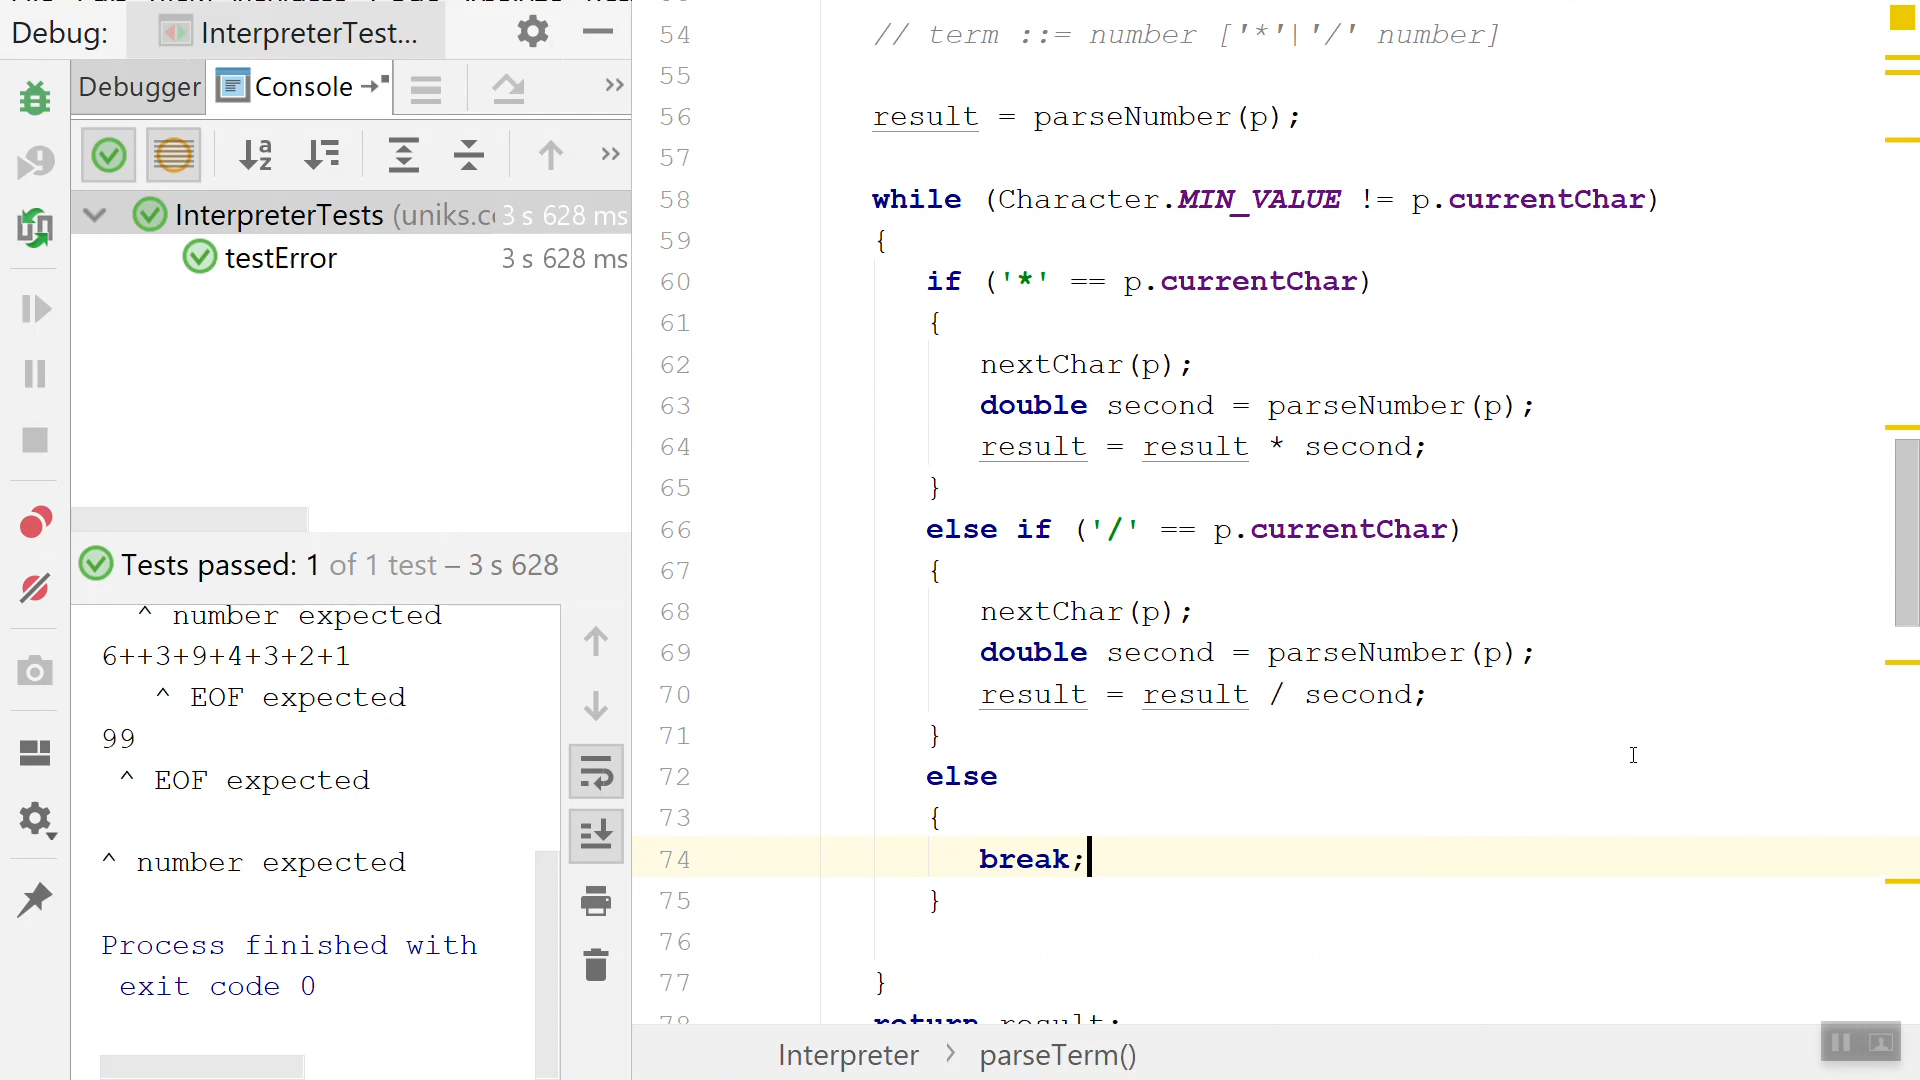 Debug:
InterpreterTest...
Debugger
Console
InterpreterTests (uniks.co 3 s 628 ms
testError 3 s 628 ms
Tests passed: 1 of 1 test – 3 s 628
^ number expected
6++3+9+4+3+2+1
^ EOF expected
99
^ EOF expected
^ number expected
Process finished with
exit code 0
54 // term ::= number ['*'|'/' number]
55
56 result = parseNumber(p);
57
58 while (Character.MIN_VALUE != p.currentChar)
59 {
60 if ('*' == p.currentChar)
61 {
62 nextChar(p);
63 double second = parseNumber(p);
64 result = result * second;
65 }
66 else if ('/' == p.currentChar)
67 {
68 nextChar(p);
69 double second = parseNumber(p);
70 result = result / second;
71 }
72 else
73 {
74 break;
75 }
76
77 }
78 return result;
Interpreter > parseTerm()